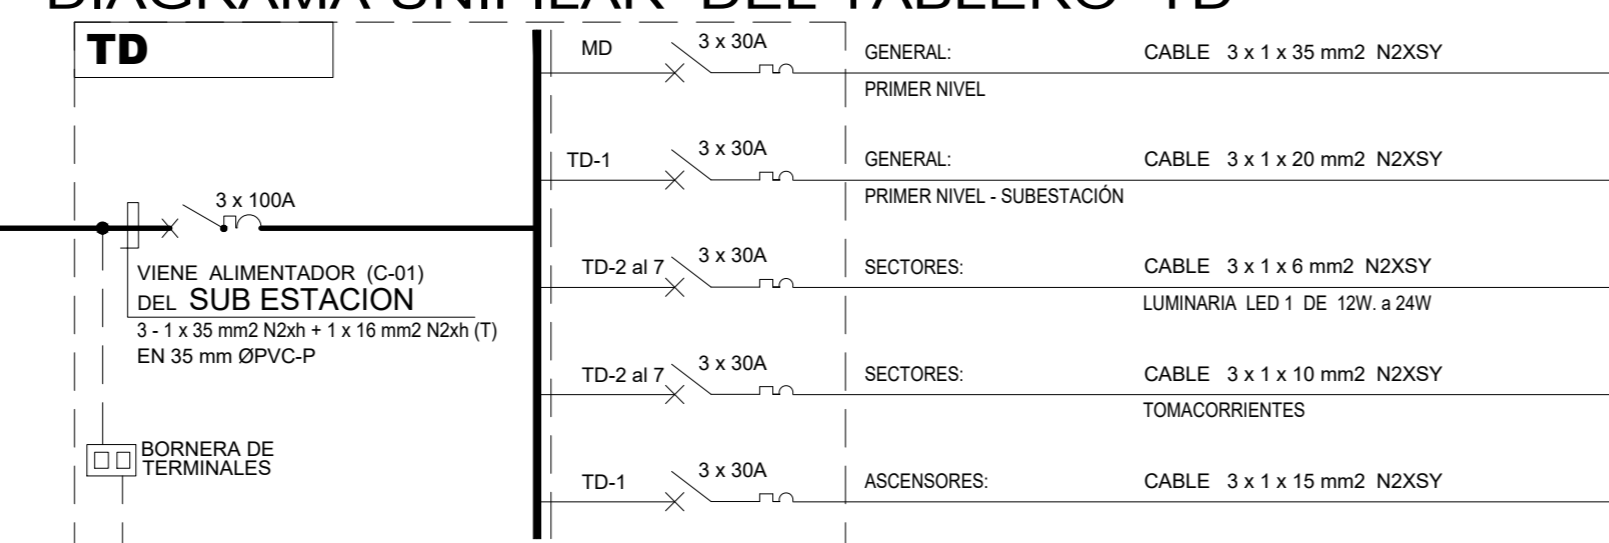 DIAGRAMA UNIFILAR DEL TABLERO TD
TD
3 x 100A
VIENE ALIMENTADOR (C-01)
DEL SUB ESTACION
3 - 1 x 35 mm2 N2xh + 1 x 16 mm2 N2xh (T)
EN 35 mm ØPVC-P
BORNERA DE
TERMINALES
MD 3 x 30A GENERAL: CABLE 3 x 1 x 35 mm2 N2XSY
PRIMER NIVEL
TD-1 3 x 30A GENERAL: CABLE 3 x 1 x 20 mm2 N2XSY
PRIMER NIVEL - SUBESTACIÓN
TD-2 al 7 3 x 30A SECTORES: CABLE 3 x 1 x 6 mm2 N2XSY
LUMINARIA LED 1 DE 12W. a 24W
TD-2 al 7 3 x 30A SECTORES: CABLE 3 x 1 x 10 mm2 N2XSY
TOMACORRIENTES
TD-1 3 x 30A ASCENSORES: CABLE 3 x 1 x 15 mm2 N2XSY